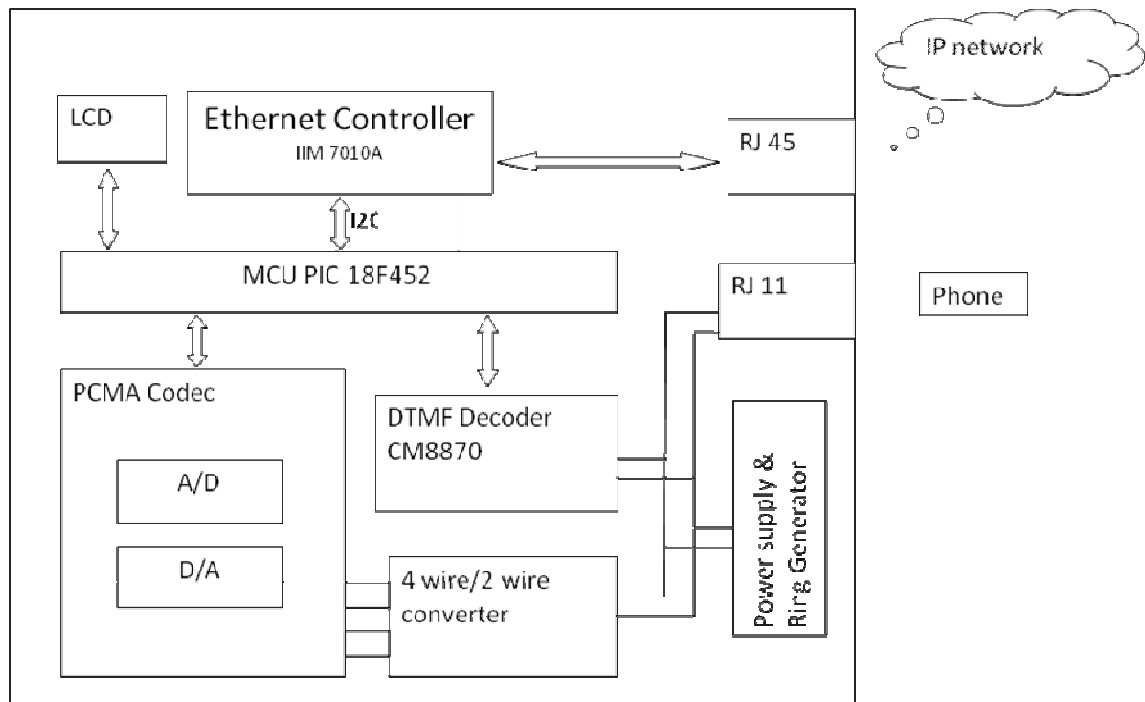 IP network
LCD
Ethernet Controller
IIM 7010A
RJ 45
I2C
MCU PIC 18F452
RJ 11
Phone
PCMA Codec
DTMF Decoder
CM8870
A/D
D/A
4 wire/2 wire
converter
Power supply &
Ring Generator